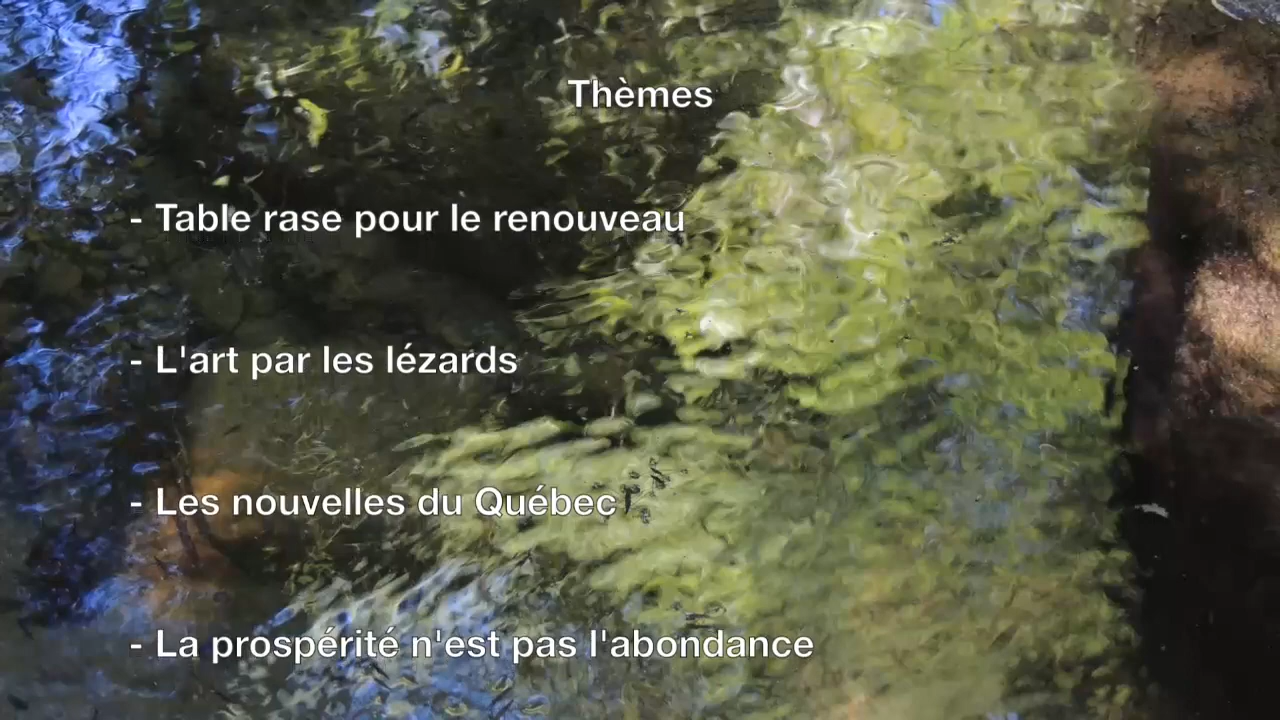 Thèmes
- Table rase pour le renouveau
- L'art par les lézards
- Les nouvelles du Québec
- La prospérité n'est pas l'abondance